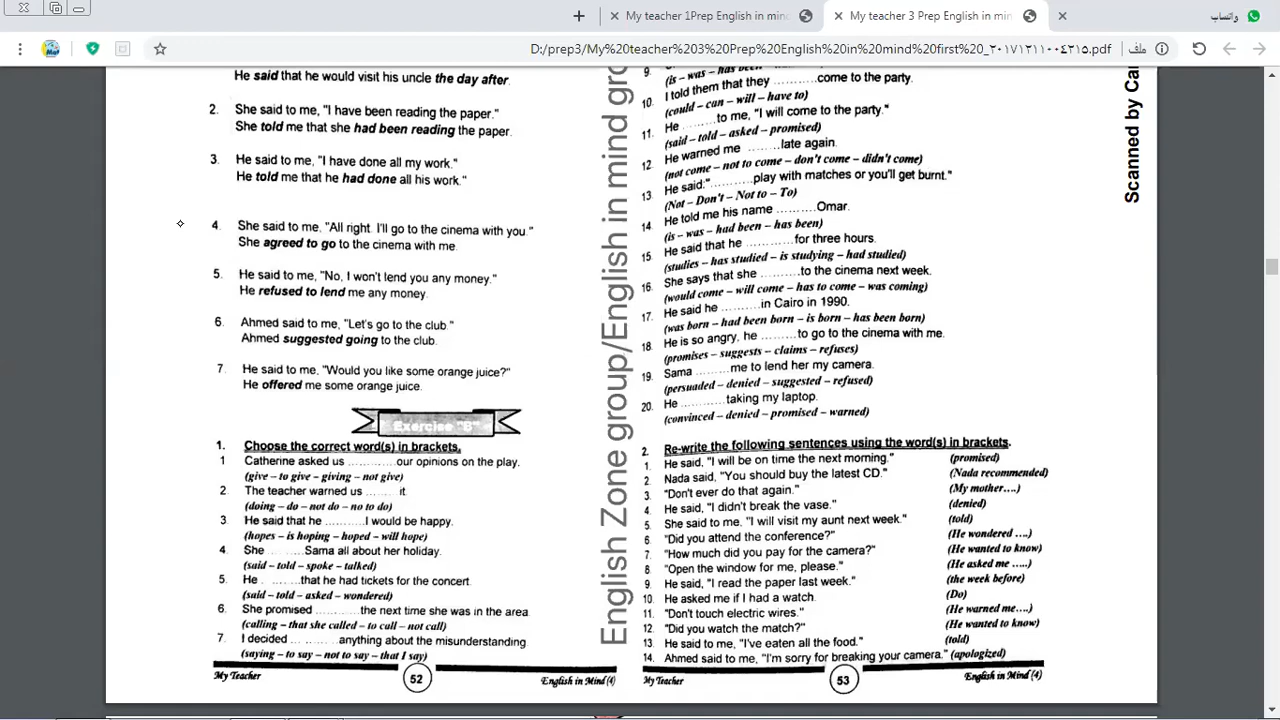 My teacher 1Prep English in mind
My teacher 3 Prep English in min
واتساب
D:/prep3/My%20teacher%203%20Prep%20English%20in%20mind%20first%20_٢٠١٧١٢١١٠٠٤٢١٥.pdf
ملف
He said that he would visit his uncle the day after.
2. She said to me, "I have been reading the paper."
She told me that she had been reading the paper.
3. He said to me, "I have done all my work."
He told me that he had done all his work."
4. She said to me, "All right. I'll go to the cinema with you."
She agreed to go to the cinema with me.
5. He said to me, "No, I won't lend you any money."
He refused to lend me any money.
6. Ahmed said to me, "Let's go to the club."
Ahmed suggested going to the club.
7. He said to me, "Would you like some orange juice?"
He offered me some orange juice.
Exercise "B"
1. Choose the correct word(s) in brackets.
1 Catherine asked us ............our opinions on the play.
(give – to give – giving – not give)
2. The teacher warned us ....... it.
(doing – do – not do – no to do)
3. He said that he ..........I would be happy.
(hopes – is hoping – hoped – will hope)
4. She ........Sama all about her holiday.
(said – told – spoke – talked)
5. He ........that he had tickets for the concert.
(said – told – asked – wondered)
6. She promised ............the next time she was in the area.
(calling – that she called – to call – not call)
7. I decided ............anything about the misunderstanding.
(saying – to say – not to say – that I say)
My Teacher
52
English in Mind (4)
English Zone group/English in mind gro
9.
(is – was – has been –
10. I told them that they ..........come to the party.
(could – can – will – have to)
11. He ........to me, "I will come to the party."
(said – told – asked – promised)
12. He warned me ........late again.
(not come – not to come – don't come – didn't come)
13. He said:"..........play with matches or you'll get burnt."
(Not – Don't – Not to – To)
14. He told me his name ..........Omar.
(is – was – had been – has been)
15. He said that he ...........for three hours.
(studies – has studied – is studying – had studied)
16. She says that she ..........to the cinema next week.
(would come – will come – has to come – was coming)
17. He said he ..........in Cairo in 1990.
(was born – had been born – is born – has been born)
18. He is so angry, he .........to go to the cinema with me.
(promises – suggests – claims – refuses)
19. Sama .........me to lend her my camera.
(persuaded – denied – suggested – refused)
20. He .........taking my laptop.
(convinced – denied – promised – warned)
2. Re-write the following sentences using the word(s) in brackets.
1. He said, "I will be on time the next morning." (promised)
2. Nada said, "You should buy the latest CD." (Nada recommended)
3. "Don't ever do that again." (My mother....)
4. He said, "I didn't break the vase." (denied)
5. She said to me, "I will visit my aunt next week." (told)
6. "Did you attend the conference?" (He wondered ....)
7. "How much did you pay for the camera?" (He wanted to know)
8. "Open the window for me, please." (He asked me .....)
9. He said, "I read the paper last week." (the week before)
10. He asked me if I had a watch. (Do)
11. "Don't touch electric wires." (He warned me....)
12. "Did you watch the match?" (He wanted to know)
13. He said to me, "I've eaten all the food." (told)
14. Ahmed said to me, "I'm sorry for breaking your camera." (apologized)
My Teacher
53
English in Mind (4)
Scanned by Ca